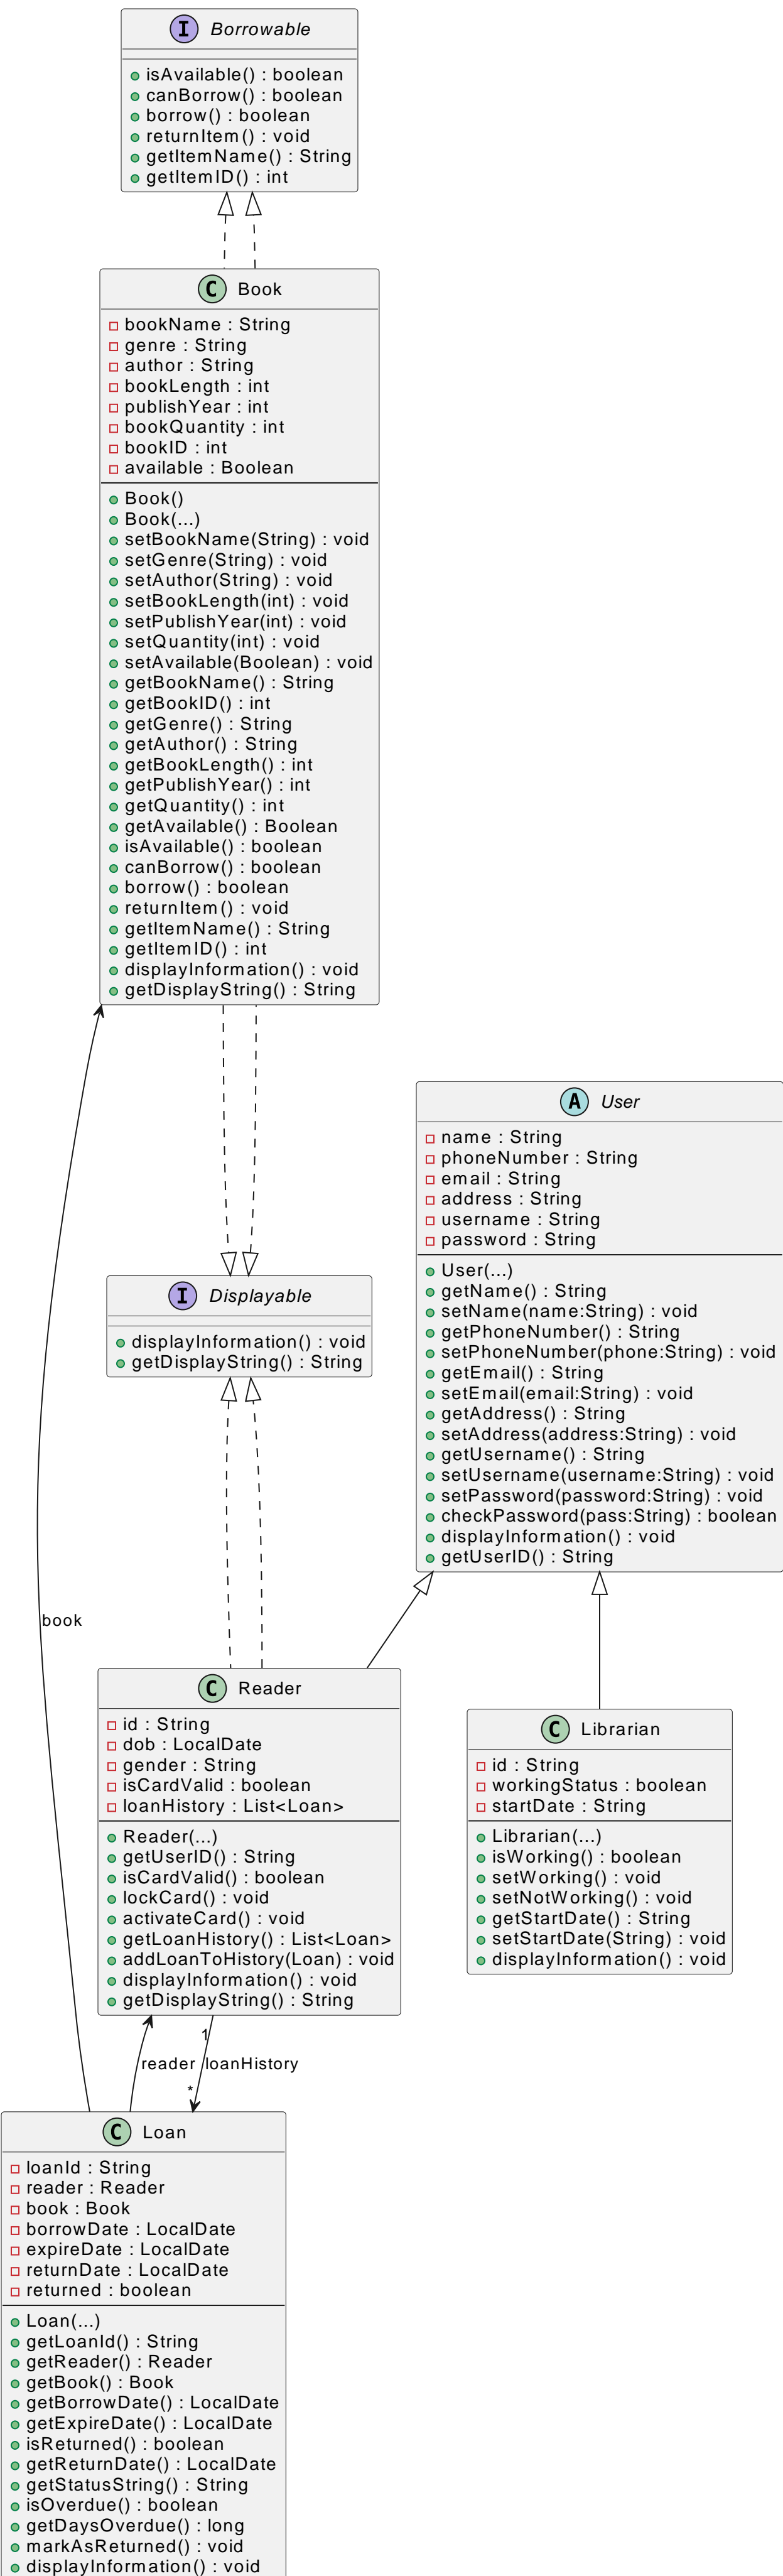 I Borrowable
isAvailable() : boolean
canBorrow() : boolean
borrow() : boolean
returnItem() : void
getItemName() : String
getItemID() : int
C Book
bookName : String
genre : String
author : String
bookLength : int
publishYear : int
bookQuantity : int
bookID : int
available : Boolean
Book()
Book(...)
setBookName(String) : void
setGenre(String) : void
setAuthor(String) : void
setBookLength(int) : void
setPublishYear(int) : void
setQuantity(int) : void
setAvailable(Boolean) : void
getBookName() : String
getBookID() : int
getGenre() : String
getAuthor() : String
getBookLength() : int
getPublishYear() : int
getQuantity() : int
getAvailable() : Boolean
isAvailable() : boolean
canBorrow() : boolean
borrow() : boolean
returnItem() : void
getItemName() : String
getItemID() : int
displayInformation() : void
getDisplayString() : String
A User
name : String
phoneNumber : String
email : String
address : String
username : String
password : String
User(...)
getName() : String
setName(name:String) : void
getPhoneNumber() : String
setPhoneNumber(phone:String) : void
getEmail() : String
setEmail(email:String) : void
getAddress() : String
setAddress(address:String) : void
getUsername() : String
setUsername(username:String) : void
setPassword(password:String) : void
checkPassword(pass:String) : boolean
displayInformation() : void
getUserID() : String
I Displayable
displayInformation() : void
getDisplayString() : String
book
C Reader
id : String
dob : LocalDate
gender : String
isCardValid : boolean
loanHistory : List<Loan>
Reader(...)
getUserID() : String
isCardValid() : boolean
lockCard() : void
activateCard() : void
getLoanHistory() : List<Loan>
addLoanToHistory(Loan) : void
displayInformation() : void
getDisplayString() : String
C Librarian
id : String
workingStatus : boolean
startDate : String
Librarian(...)
isWorking() : boolean
setWorking() : void
setNotWorking() : void
getStartDate() : String
setStartDate(String) : void
displayInformation() : void
1
reader
loanHistory
*
C Loan
loanId : String
reader : Reader
book : Book
borrowDate : LocalDate
expireDate : LocalDate
returnDate : LocalDate
returned : boolean
Loan(...)
getLoanId() : String
getReader() : Reader
getBook() : Book
getBorrowDate() : LocalDate
getExpireDate() : LocalDate
isReturned() : boolean
getReturnDate() : LocalDate
getStatusString() : String
isOverdue() : boolean
getDaysOverdue() : long
markAsReturned() : void
displayInformation() : void